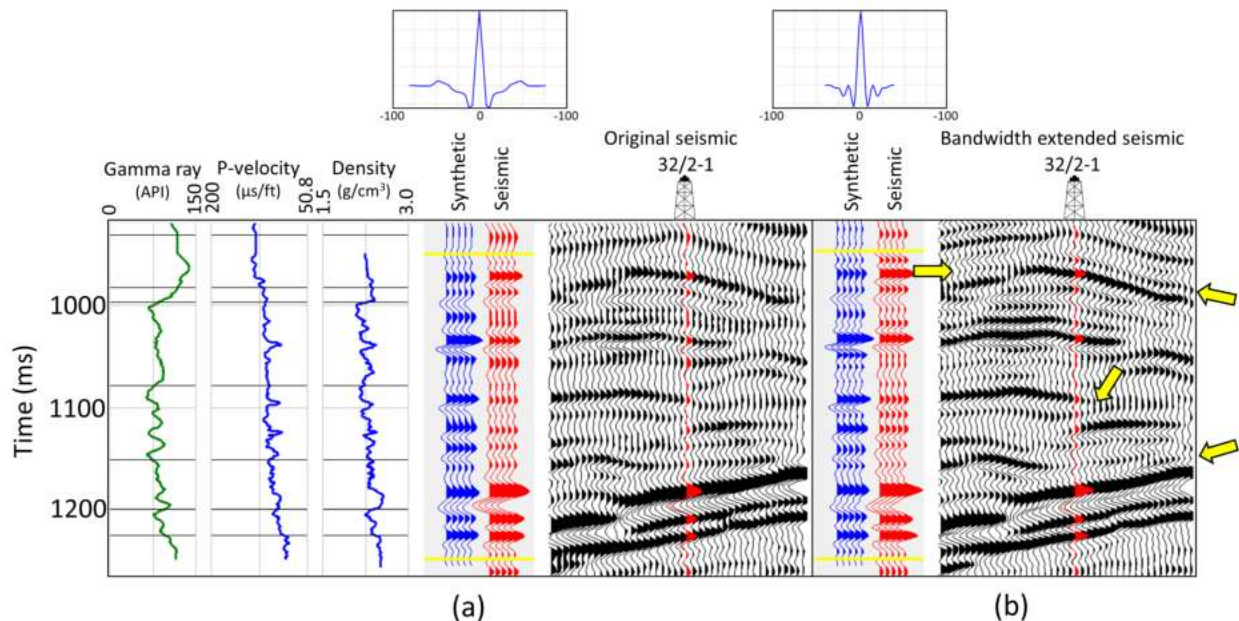 -100 0 -100
-100 0 -100
Gamma ray
(API)
0 150
P-velocity
(µs/ft)
200 50.8
Density
(g/cm³)
1.5 3.0
Synthetic
Seismic
Original seismic
32/2-1
Synthetic
Seismic
Bandwidth extended seismic
32/2-1
Time (ms)
1000
1100
1200
(a)
(b)